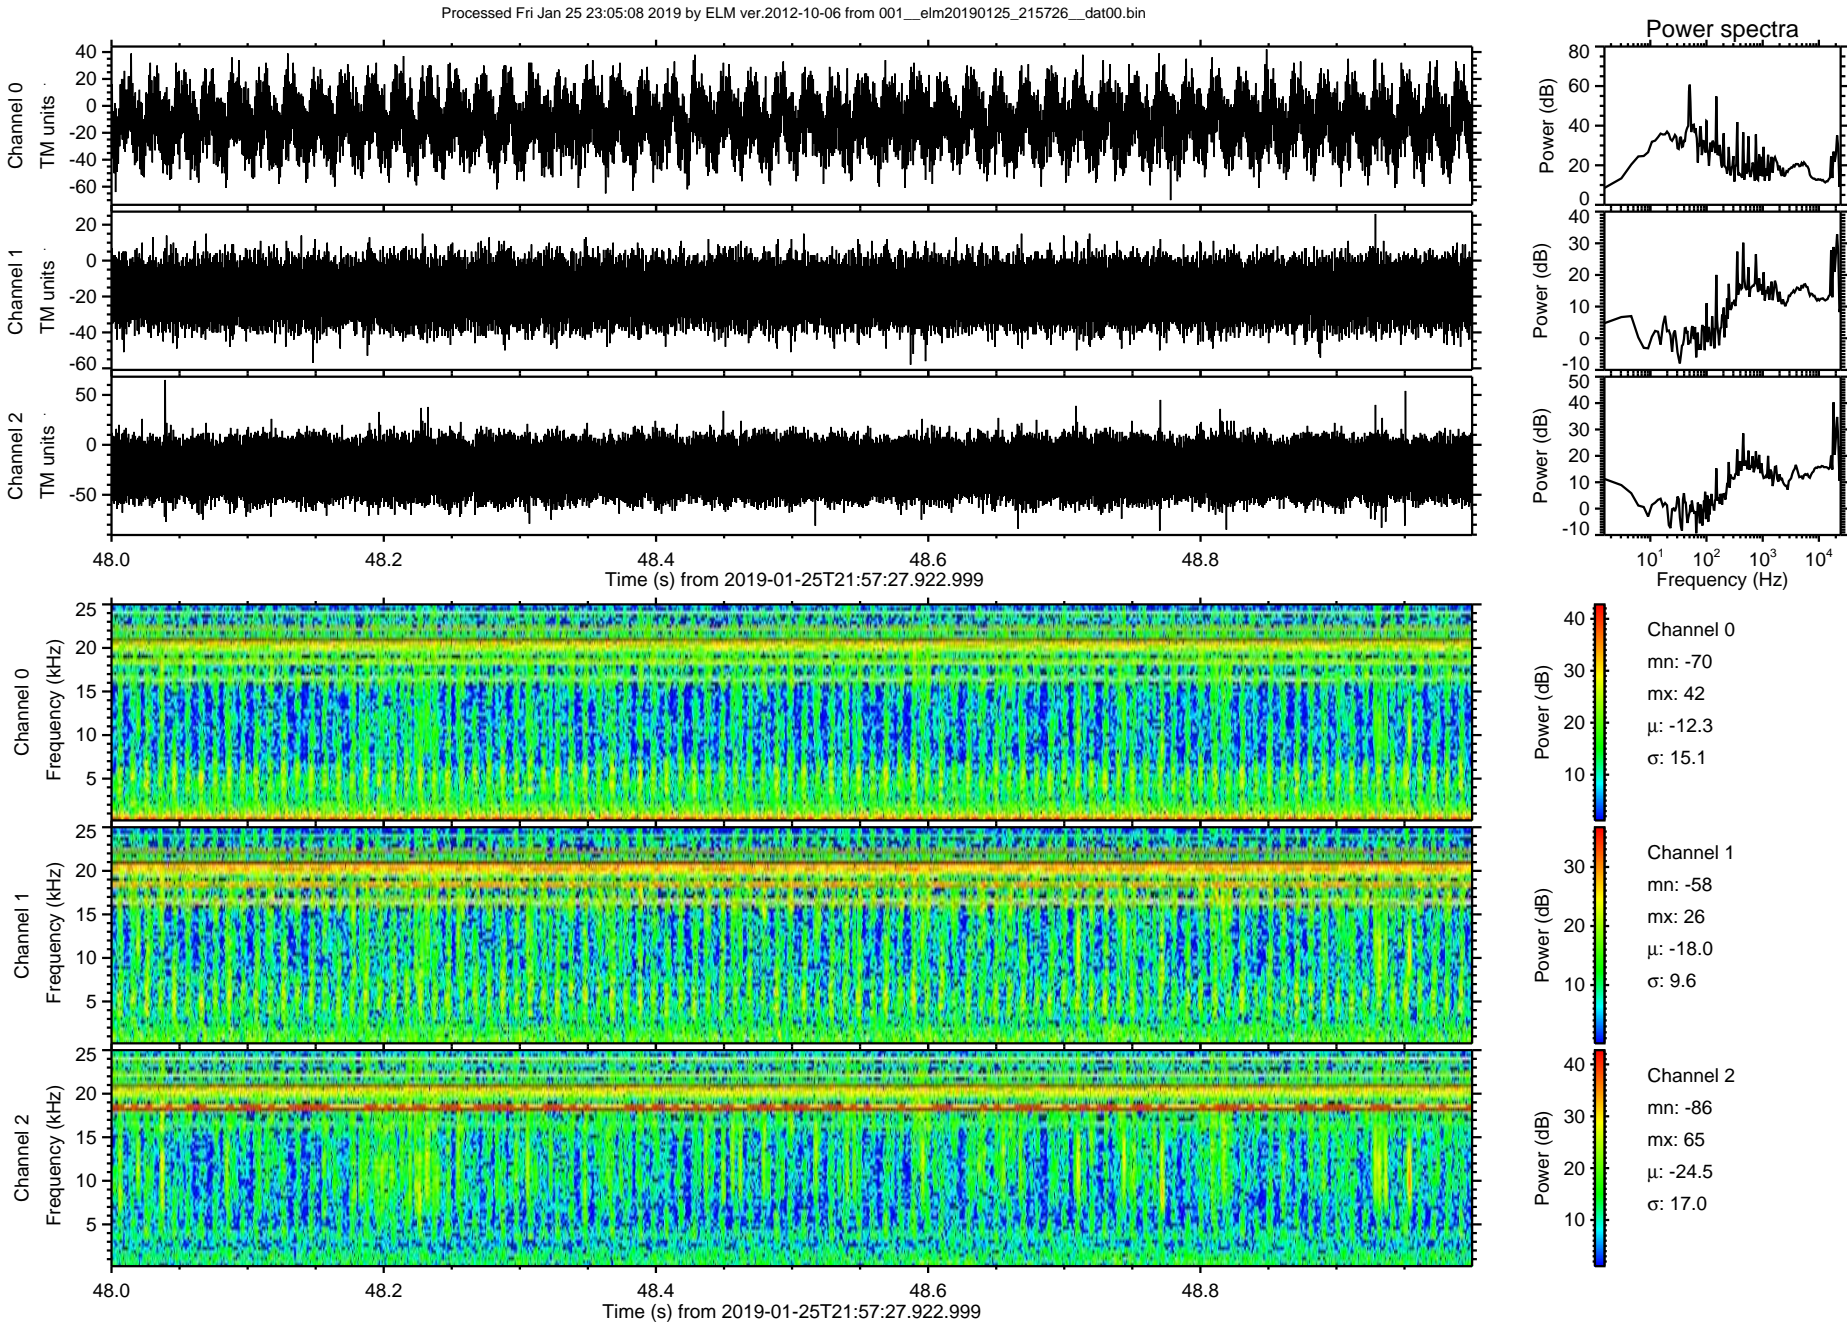 Processed Fri Jan 25 23:05:08 2019 by ELM ver.2012-10-06 from 001__elm20190125_215726__dat00.bin
Power spectra
Channel 0
TM units
40
20
0
-20
-40
-60
Power (dB)
80
60
40
20
0
Channel 1
TM units
20
0
-20
-40
-60
Power (dB)
40
30
20
10
0
-10
Channel 2
TM units
50
0
-50
Power (dB)
50
40
30
20
10
0
-10
48.0 48.2 48.4 48.6 48.8
Time (s) from 2019-01-25T21:57:27.922.999
10¹ 10² 10³ 10⁴
Frequency (Hz)
Channel 0
Frequency (kHz)
25
20
15
10
5
Power (dB)
40
30
20
10
Channel 0
mn: -70
mx: 42
μ: -12.3
σ: 15.1
Channel 1
Frequency (kHz)
25
20
15
10
5
Power (dB)
30
20
10
Channel 1
mn: -58
mx: 26
μ: -18.0
σ: 9.6
Channel 2
Frequency (kHz)
25
20
15
10
5
Power (dB)
40
30
20
10
Channel 2
mn: -86
mx: 65
μ: -24.5
σ: 17.0
48.0 48.2 48.4 48.6 48.8
Time (s) from 2019-01-25T21:57:27.922.999